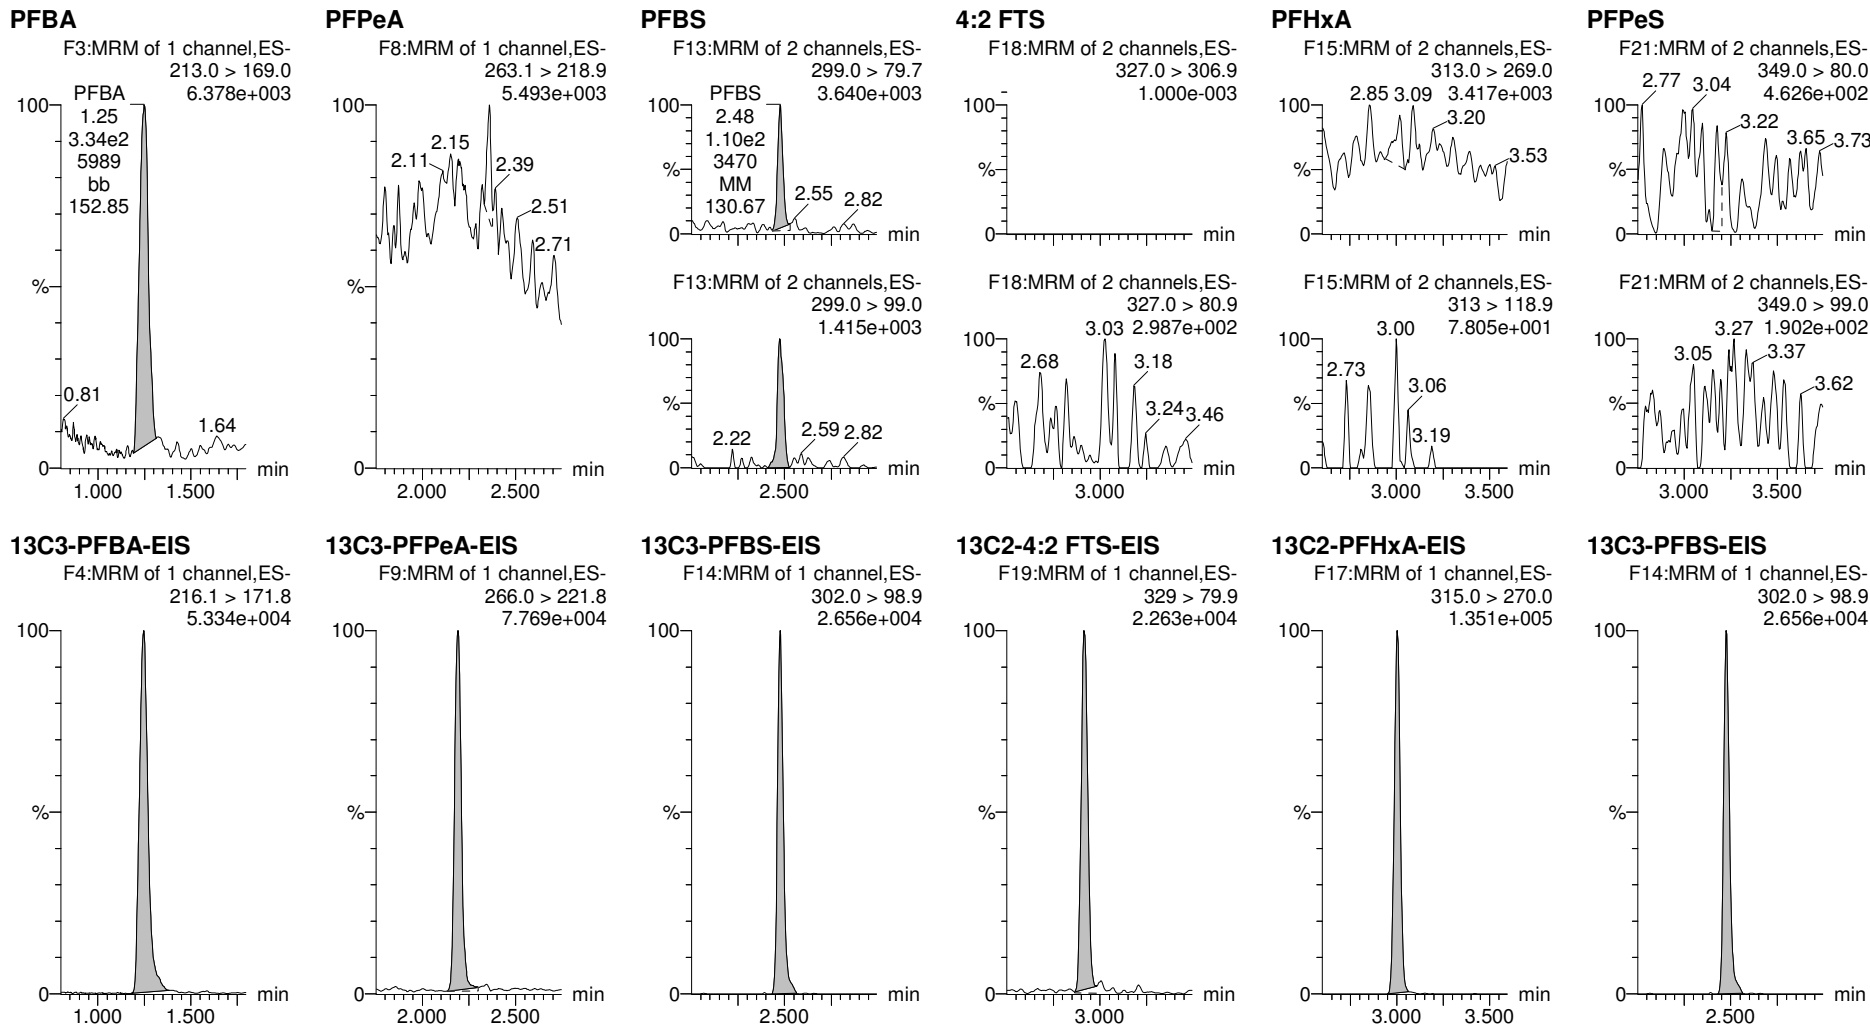 PFBA
F3:MRM of 1 channel,ES-
213.0 > 169.0
6.378e+003
100
PFBA
1.25
3.34e2
5989
bb
152.85
%
0.81
1.64
0
min
1.000
1.500
PFPeA
F8:MRM of 1 channel,ES-
263.1 > 218.9
5.493e+003
100
2.15
2.11
2.39
2.51
2.71
%
0
min
2.000
2.500
PFBS
F13:MRM of 2 channels,ES-
299.0 > 79.7
3.640e+003
100
PFBS
2.48
1.10e2
3470
MM
130.67
%
2.55
2.82
0
min
F13:MRM of 2 channels,ES-
299.0 > 99.0
1.415e+003
100
%
2.22
2.59
2.82
0
min
2.500
4:2 FTS
F18:MRM of 2 channels,ES-
327.0 > 306.9
1.000e-003
100
%
0
min
F18:MRM of 2 channels,ES-
327.0 > 80.9
3.03
2.987e+002
100
2.68
3.18
%
3.24
3.46
0
min
3.000
PFHxA
F15:MRM of 2 channels,ES-
313.0 > 269.0
3.417e+003
100
2.85
3.09
3.20
3.53
%
0
min
F15:MRM of 2 channels,ES-
313 > 118.9
7.805e+001
100
3.00
2.73
3.06
%
3.19
0
min
3.000
3.500
PFPeS
F21:MRM of 2 channels,ES-
349.0 > 80.0
4.626e+002
100
2.77
3.04
3.22
3.65
3.73
%
0
min
F21:MRM of 2 channels,ES-
349.0 > 99.0
1.902e+002
100
3.27
3.05
3.37
3.62
%
0
min
3.000
3.500
13C3-PFBA-EIS
F4:MRM of 1 channel,ES-
216.1 > 171.8
5.334e+004
100
%
0
min
1.000
1.500
13C3-PFPeA-EIS
F9:MRM of 1 channel,ES-
266.0 > 221.8
7.769e+004
100
%
0
min
2.000
2.500
13C3-PFBS-EIS
F14:MRM of 1 channel,ES-
302.0 > 98.9
2.656e+004
100
%
0
min
2.500
13C2-4:2 FTS-EIS
F19:MRM of 1 channel,ES-
329 > 79.9
2.263e+004
100
%
0
min
3.000
13C2-PFHxA-EIS
F17:MRM of 1 channel,ES-
315.0 > 270.0
1.351e+005
100
%
0
min
3.000
3.500
13C3-PFBS-EIS
F14:MRM of 1 channel,ES-
302.0 > 98.9
2.656e+004
100
%
0
min
2.500